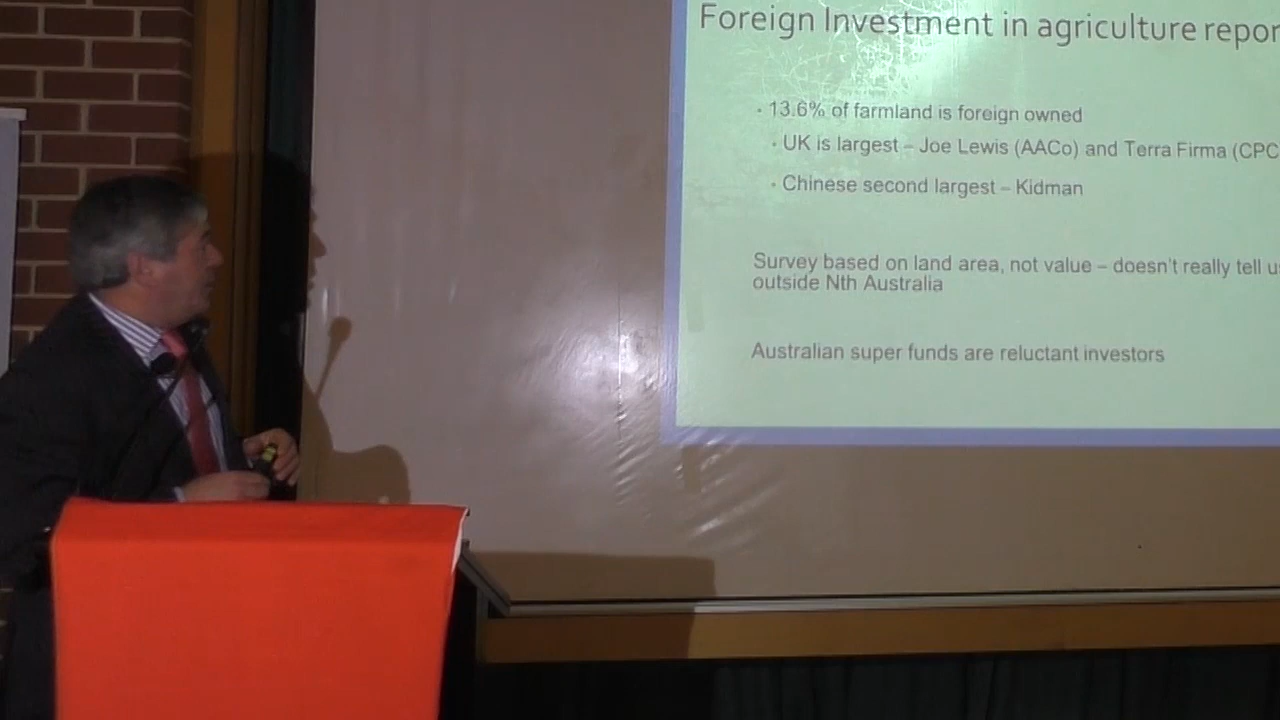 Foreign Investment in agriculture repor
• 13.6% of farmland is foreign owned
• UK is largest – Joe Lewis (AACo) and Terra Firma (CPC
• Chinese second largest – Kidman
Survey based on land area, not value – doesn't really tell us
outside Nth Australia
Australian super funds are reluctant investors